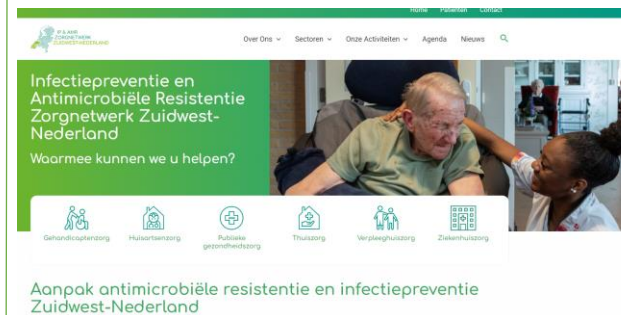 Home Patiënten Contact
IP & AMR
ZORGNETWERK
ZUIDWEST-NEDERLAND
Over Ons Sectoren Onze Activiteiten Agenda Nieuws
Infectiepreventie en
Antimicrobiële Resistentie
Zorgnetwerk Zuidwest-
Nederland
Waarmee kunnen we u helpen?
Gehandicaptenzorg Huisartsenzorg Publieke Thuiszorg Verpleeghuiszorg Ziekenhuiszorg
gezondheidszorg
Aanpak antimicrobiële resistentie en infectiepreventie
Zuidwest-Nederland